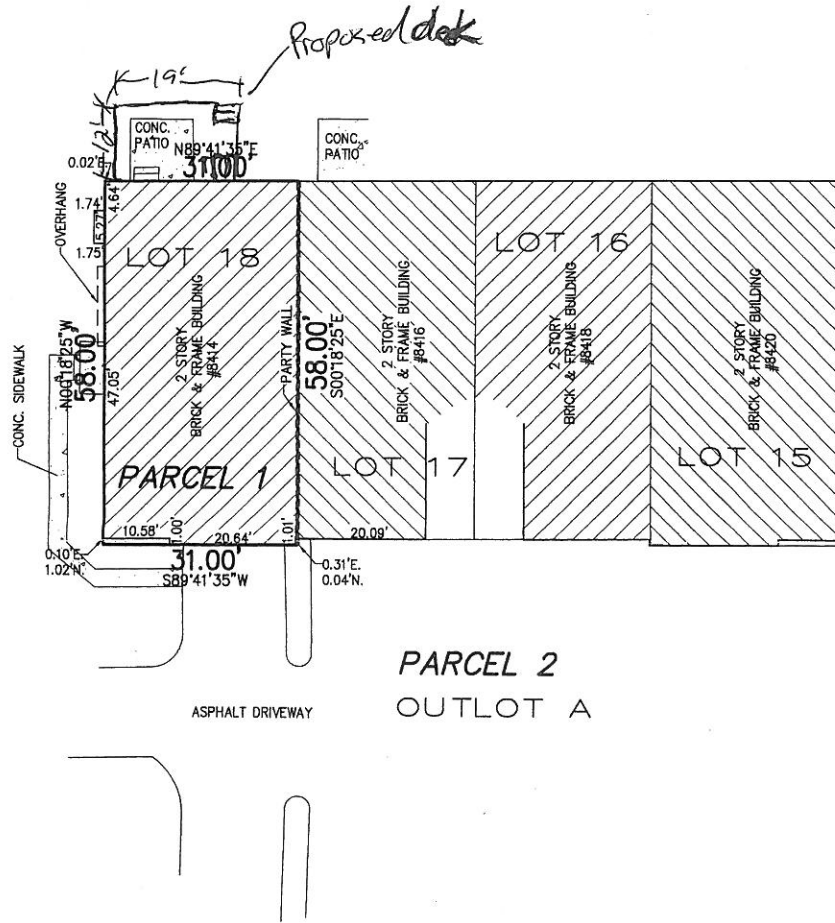 Proposed deck
19'
12'
CONC.
PATIO
CONC.
PATIO
N89°41'35"E
31.00'
0.02'E.
4.64'
1.74'
5.27'
1.75'
OVERHANG
LOT 18
LOT 16
2 STORY
BRICK & FRAME BUILDING
#8414
PARTY WALL
58.00'
S00°18'25"E
2 STORY
BRICK & FRAME BUILDING
#8416
2 STORY
BRICK & FRAME BUILDING
#8418
2 STORY
BRICK & FRAME BUILDING
#8420
N00°18'25"W
58.00'
47.05'
CONC. SIDEWALK
LOT 17
LOT 15
PARCEL 1
10.58'
1.00'
20.64'
1.01'
20.09'
0.10'E.
1.02'N.
31.00'
S89°41'35"W
0.31'E.
0.04'N.
PARCEL 2
OUTLOT A
ASPHALT DRIVEWAY